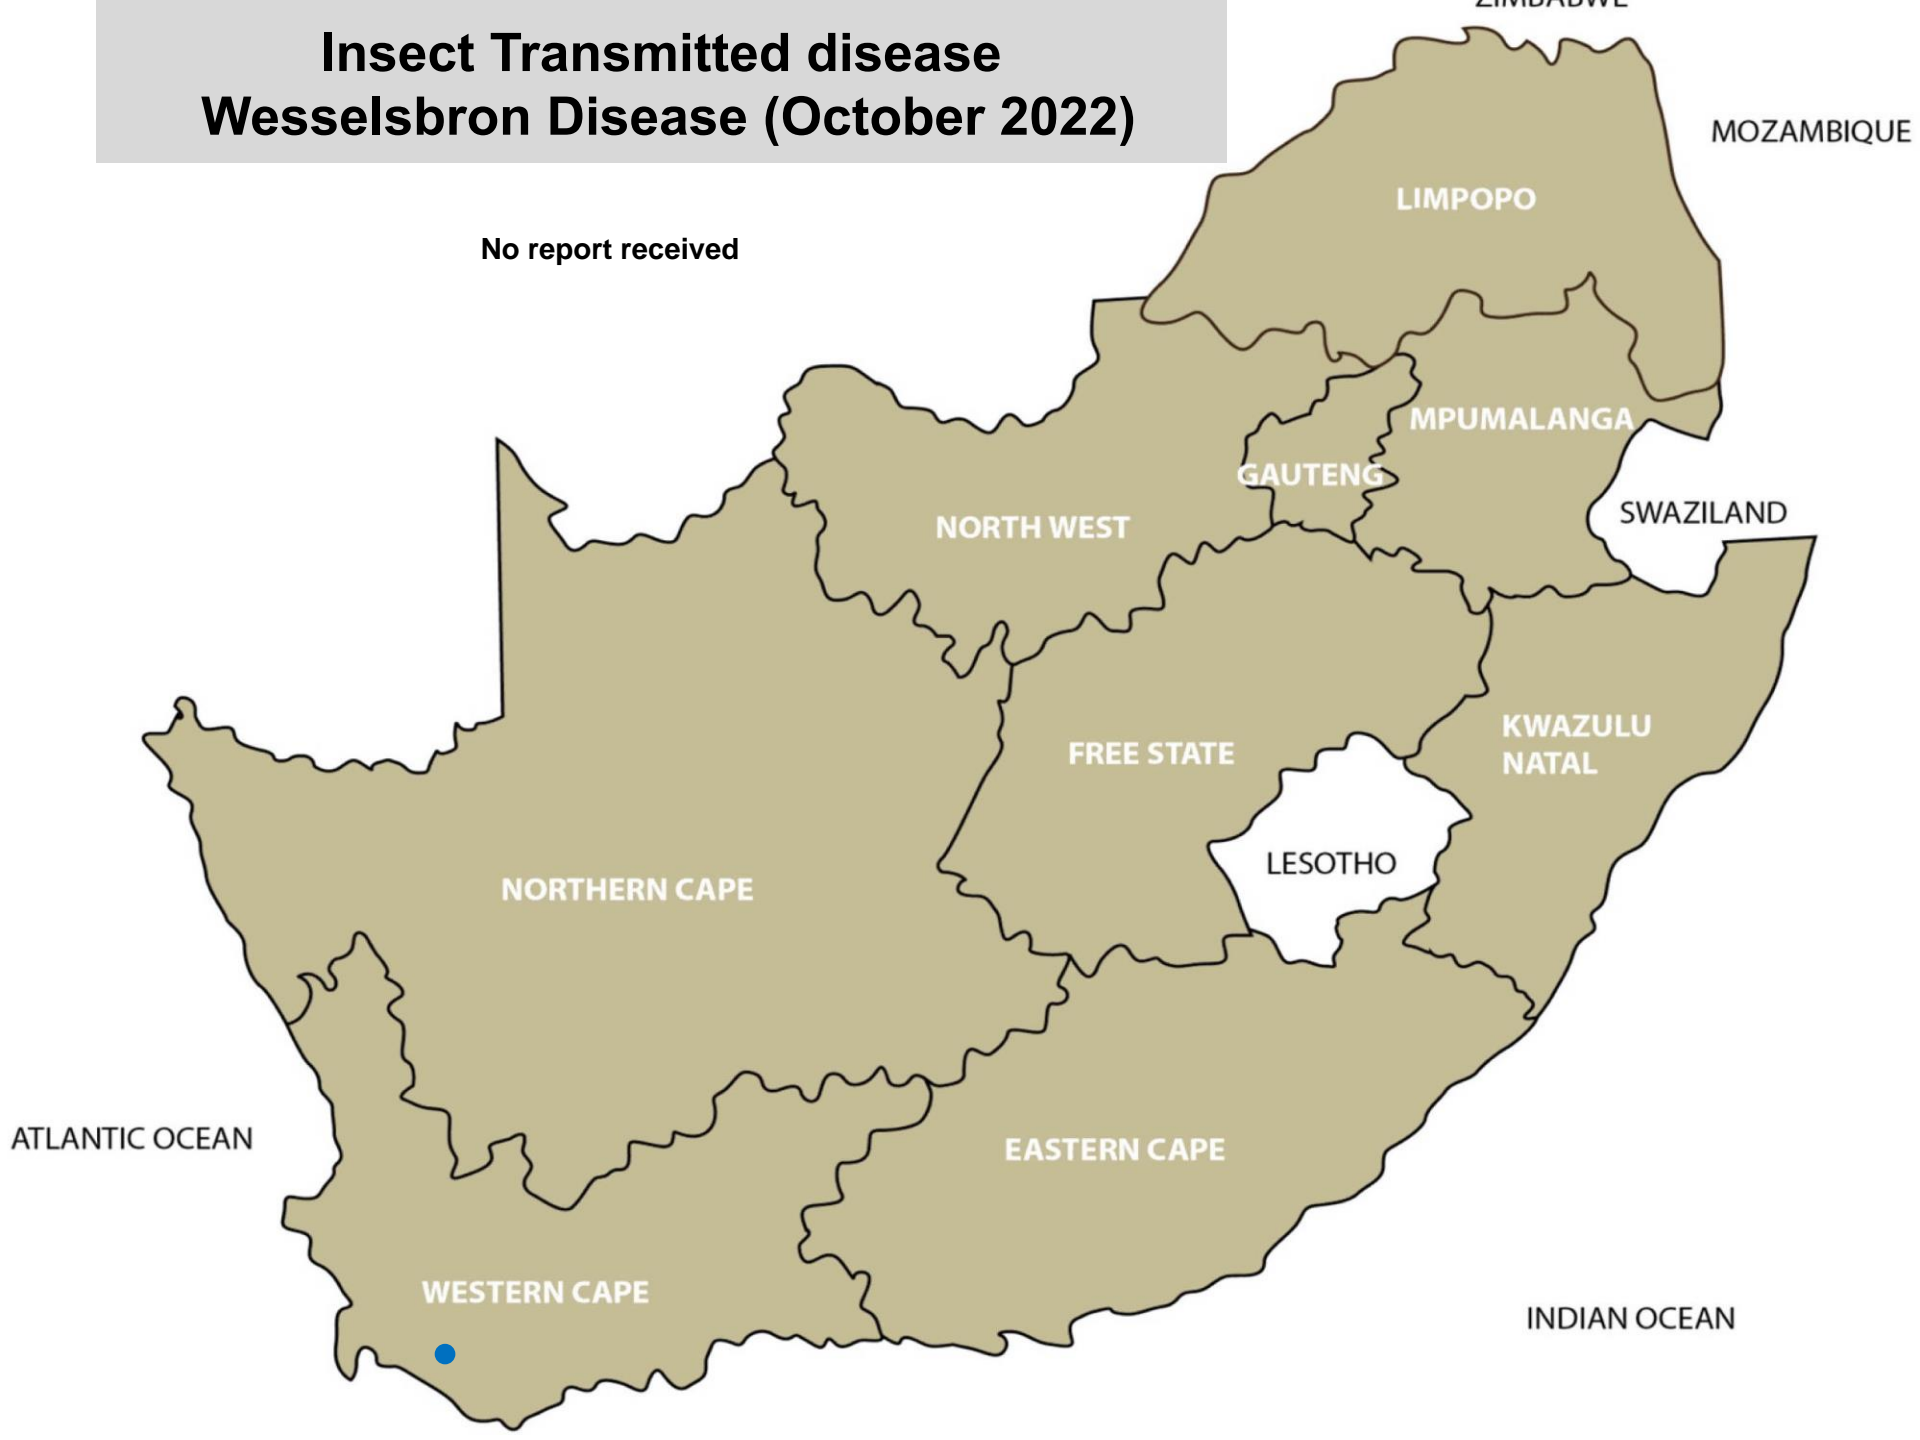 ZIMBABWE
Insect Transmitted disease
Wesselsbron Disease (October 2022)
MOZAMBIQUE
LIMPOPO
No report received
MPUMALANGA
GAUTENG
SWAZILAND
NORTH WEST
KWAZULU
NATAL
FREE STATE
LESOTHO
NORTHERN CAPE
ATLANTIC OCEAN
EASTERN CAPE
WESTERN CAPE
INDIAN OCEAN